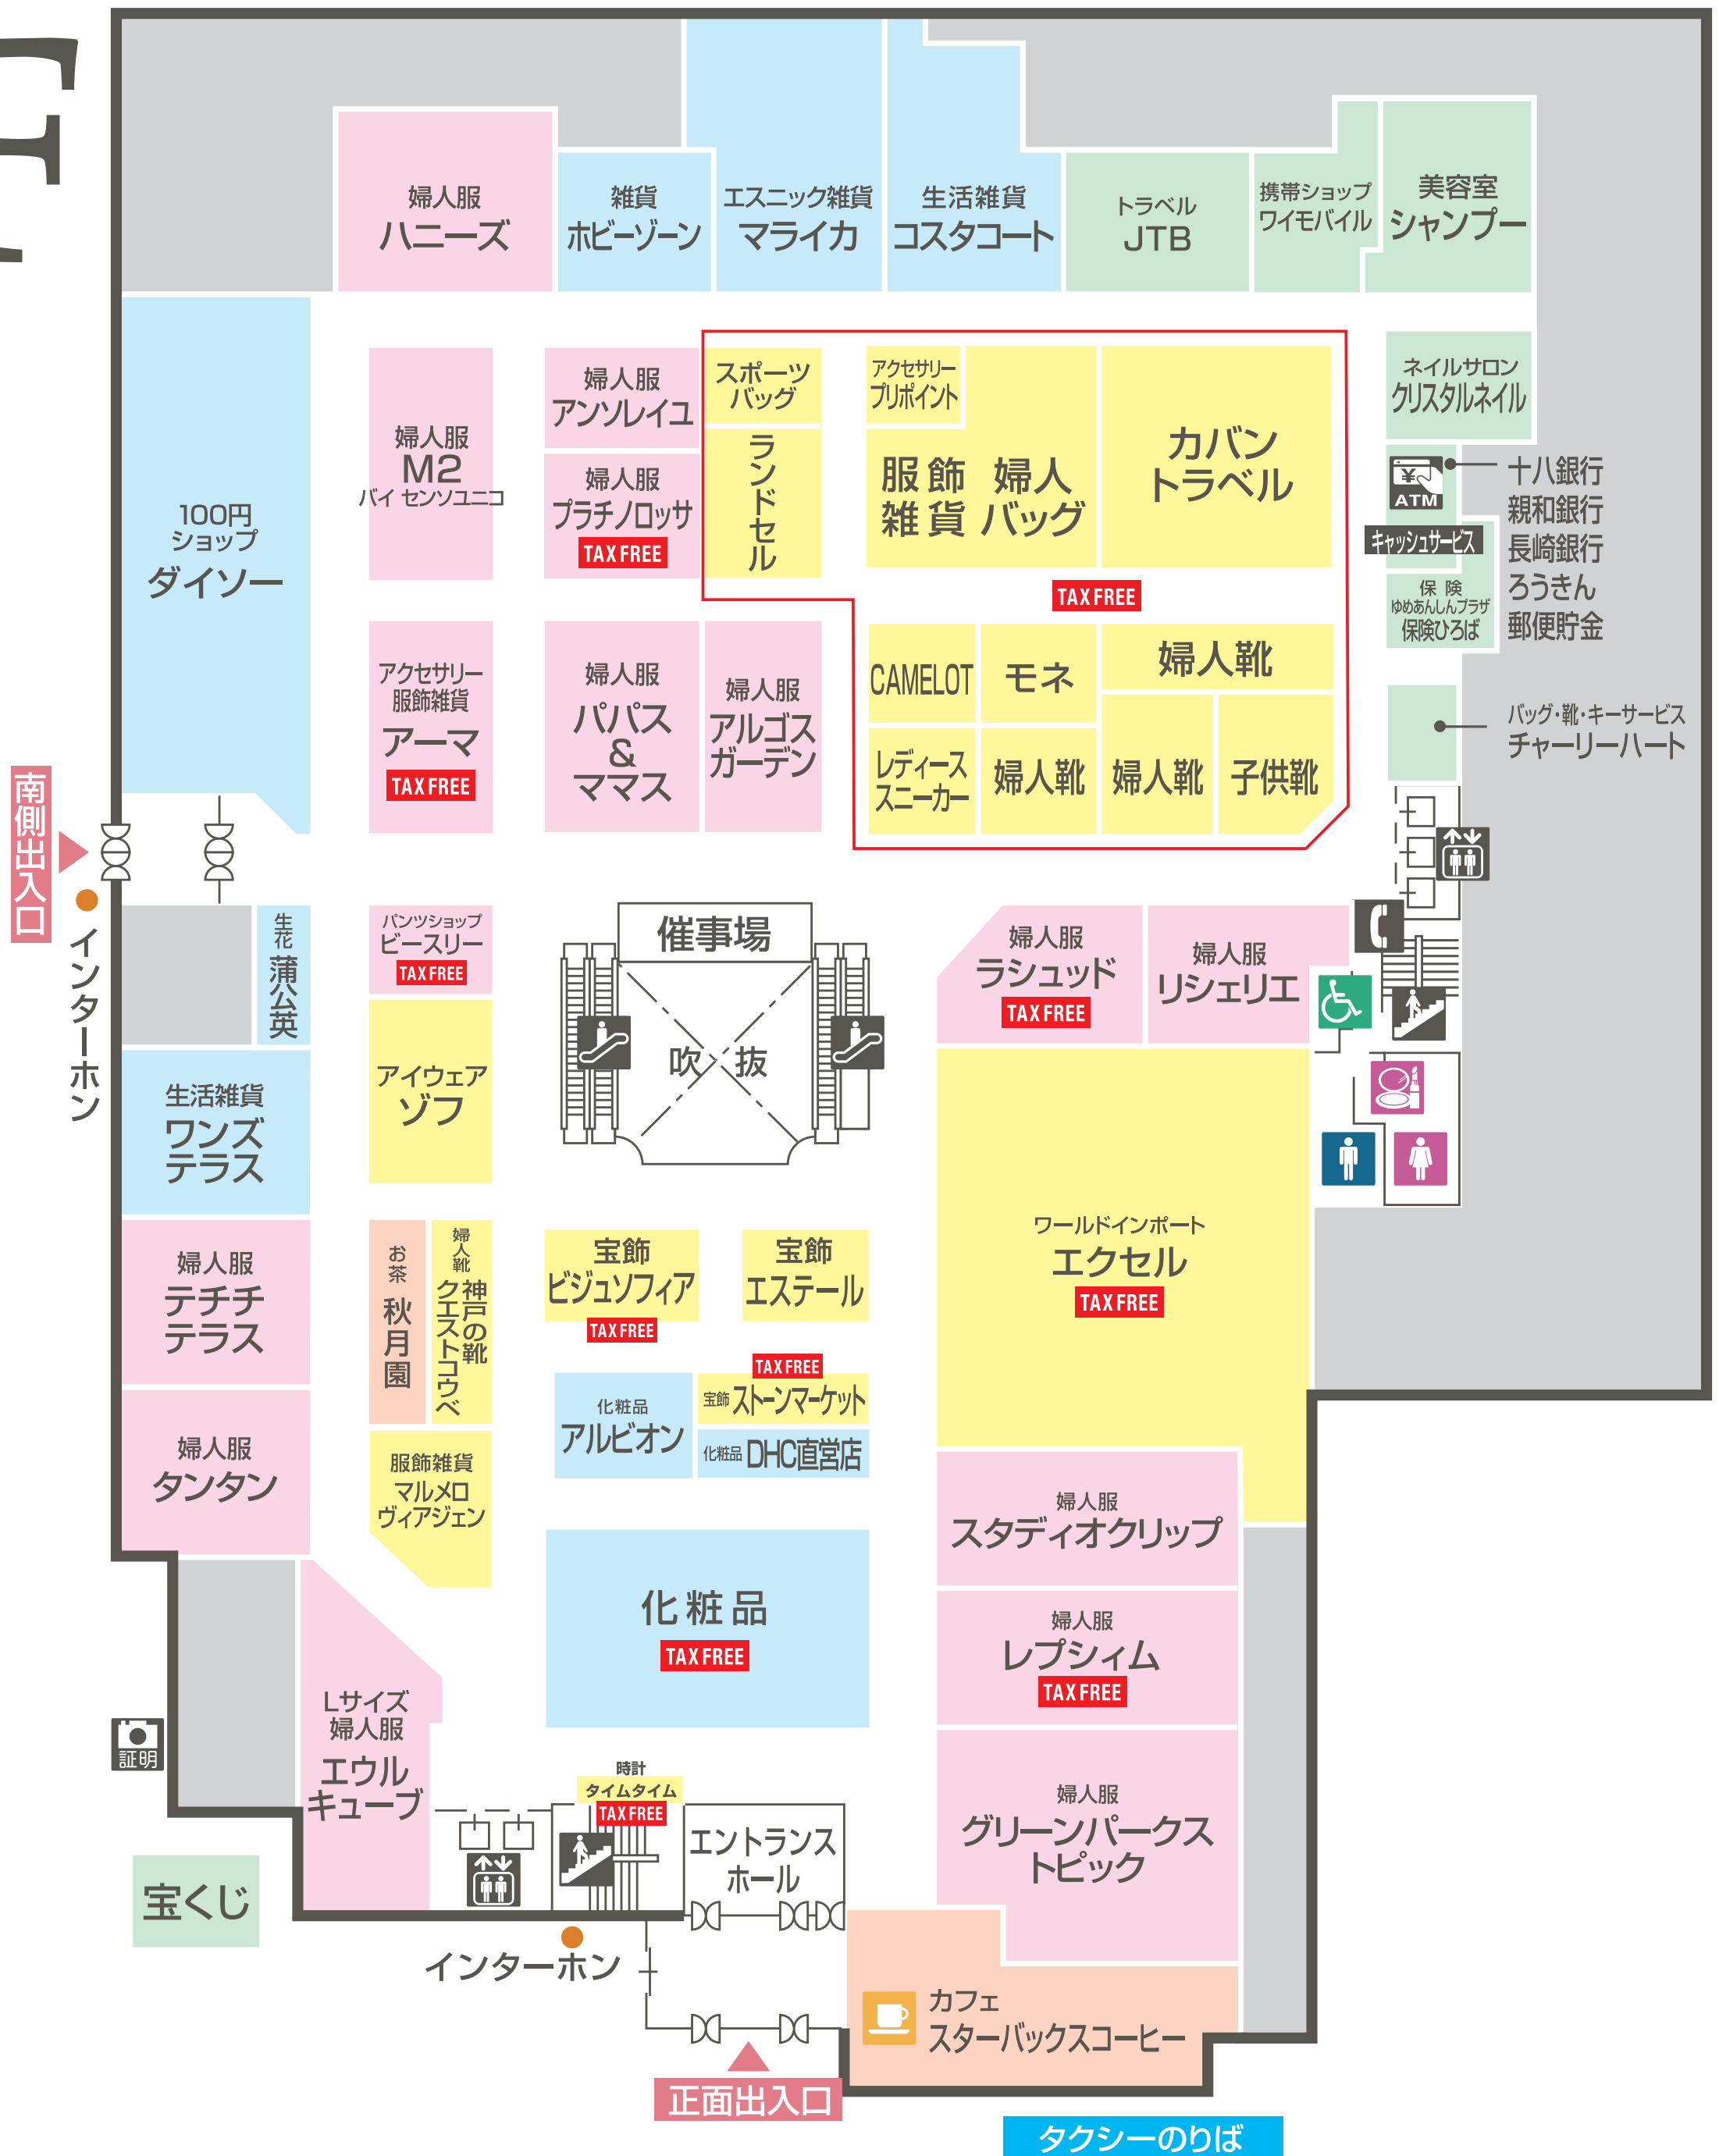 婦人服
ハニーズ
雑貨
ホビーゾーン
エスニック雑貨
マライカ
生活雑貨
コスタコート
トラベル
JTB
携帯ショップ
ワイモバイル
美容室
シャンプー
100円
ショップ
ダイソー
婦人服
M2
バイ センソユニコ
婦人服
アンソレイユ
婦人服
プラチノロッサ
TAX FREE
スポーツ
バッグ
ランドセル
アクセサリー
プリポイント
服飾
雑貨
婦人
バッグ
カバン
トラベル
TAX FREE
ネイルサロン
クリスタルネイル
ATM
キャッシュサービス
十八銀行
親和銀行
長崎銀行
ろうきん
郵便貯金
保険
ゆめあんしんプラザ
保険ひろば
アクセサリー
服飾雑貨
アーマ
TAX FREE
婦人服
パパス
&
ママス
婦人服
アルゴス
ガーデン
CAMELOT
モネ
婦人靴
レディース
スニーカー
婦人靴
婦人靴
子供靴
バッグ・靴・キーサービス
チャーリーハート
南側出入口
インターホン
生花
蒲公英
パンツショップ
ビースリー
TAX FREE
催事場
吹抜
婦人服
ラシュッド
TAX FREE
婦人服
リシェリエ
アイウェア
ゾフ
生活雑貨
ワンズ
テラス
婦人服
テチチ
テラス
お茶
秋月園
婦人靴
神戸の靴
クエストコウベ
宝飾
ビジュソフィア
TAX FREE
宝飾
エステール
ワールドインポート
エクセル
TAX FREE
TAX FREE
宝飾 ストーンマーケット
化粧品
アルビオン
化粧品 DHC直営店
婦人服
タンタン
服飾雑貨
マルメロ
ヴィアジェン
婦人服
スタディオクリップ
化粧品
TAX FREE
婦人服
レプシィム
TAX FREE
Lサイズ
婦人服
エウル
キューブ
証明
時計
タイムタイム
TAX FREE
エントランス
ホール
婦人服
グリーンパークス
トピック
宝くじ
インターホン
カフェ
スターバックスコーヒー
正面出入口
タクシーのりば